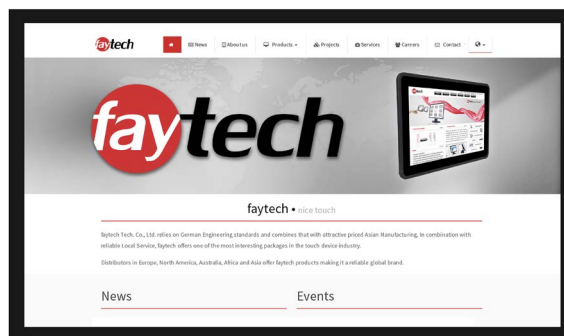 faytech
News
About us
Products
Projects
Services
Careers
Contact
faytech
faytech • nice touch
faytech Tech. Co., Ltd. relies on German Engineering standards and combines that with attractive priced Asian Manufacturing, in combination with
reliable Local Service, faytech offers one of the most interesting packages in the touch device industry.
Distributors in Europe, North America, Australia, Africa and Asia offer faytech products making it a reliable global brand.
News
Events